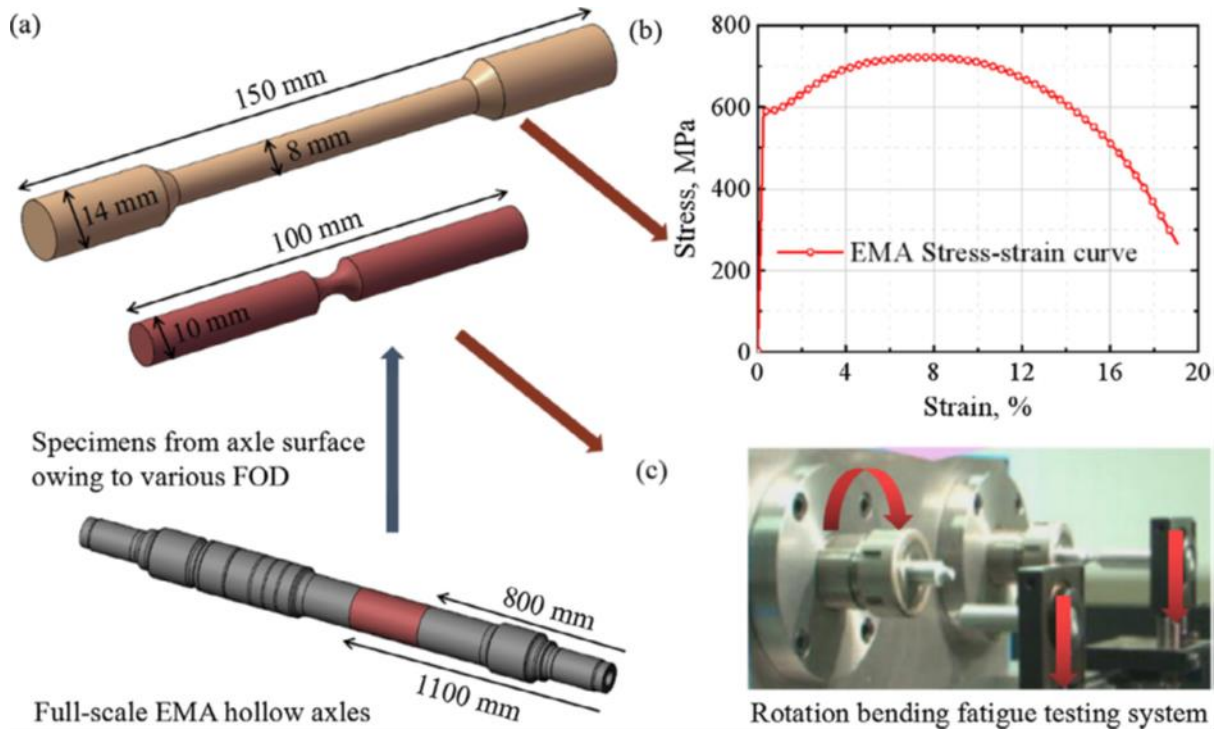 (a)
150 mm
8 mm
14 mm
100 mm
10 mm
Specimens from axle surface
owing to various FOD
800 mm
1100 mm
Full-scale EMA hollow axles
(b)
800
600
400
200
0
Stress, MPa
EMA Stress-strain curve
0 4 8 12 16 20
Strain, %
(c)
Rotation bending fatigue testing system